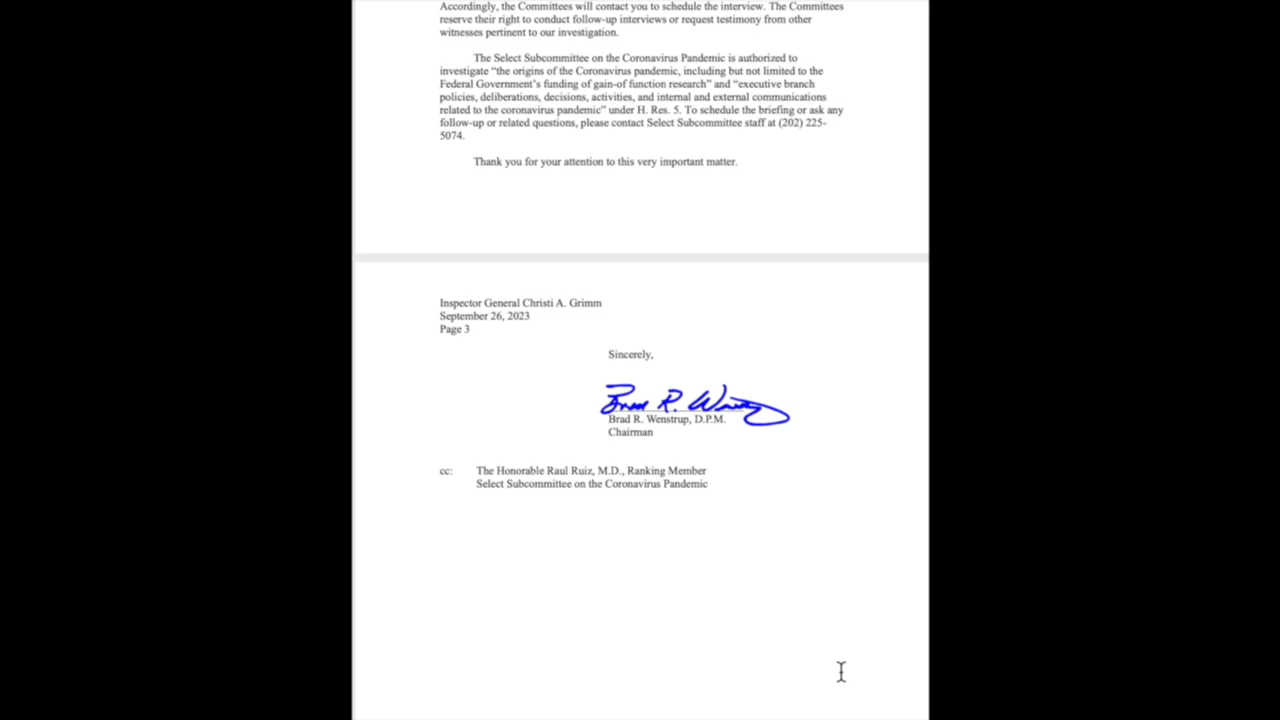 Accordingly, the Committees will contact you to schedule the interview. The Committees
reserve their right to conduct follow-up interviews or request testimony from other
witnesses pertinent to our investigation.
The Select Subcommittee on the Coronavirus Pandemic is authorized to
investigate “the origins of the Coronavirus pandemic, including but not limited to the
Federal Government’s funding of gain-of function research” and “executive branch
policies, deliberations, decisions, activities, and internal and external communications
related to the coronavirus pandemic” under H. Res. 5. To schedule the briefing or ask any
follow-up or related questions, please contact Select Subcommittee staff at (202) 225-
5074.
Thank you for your attention to this very important matter.
Inspector General Christi A. Grimm
September 26, 2023
Page 3
Sincerely,
Brad R. Wenstrup
Brad R. Wenstrup, D.P.M.
Chairman
cc: The Honorable Raul Ruiz, M.D., Ranking Member
Select Subcommittee on the Coronavirus Pandemic